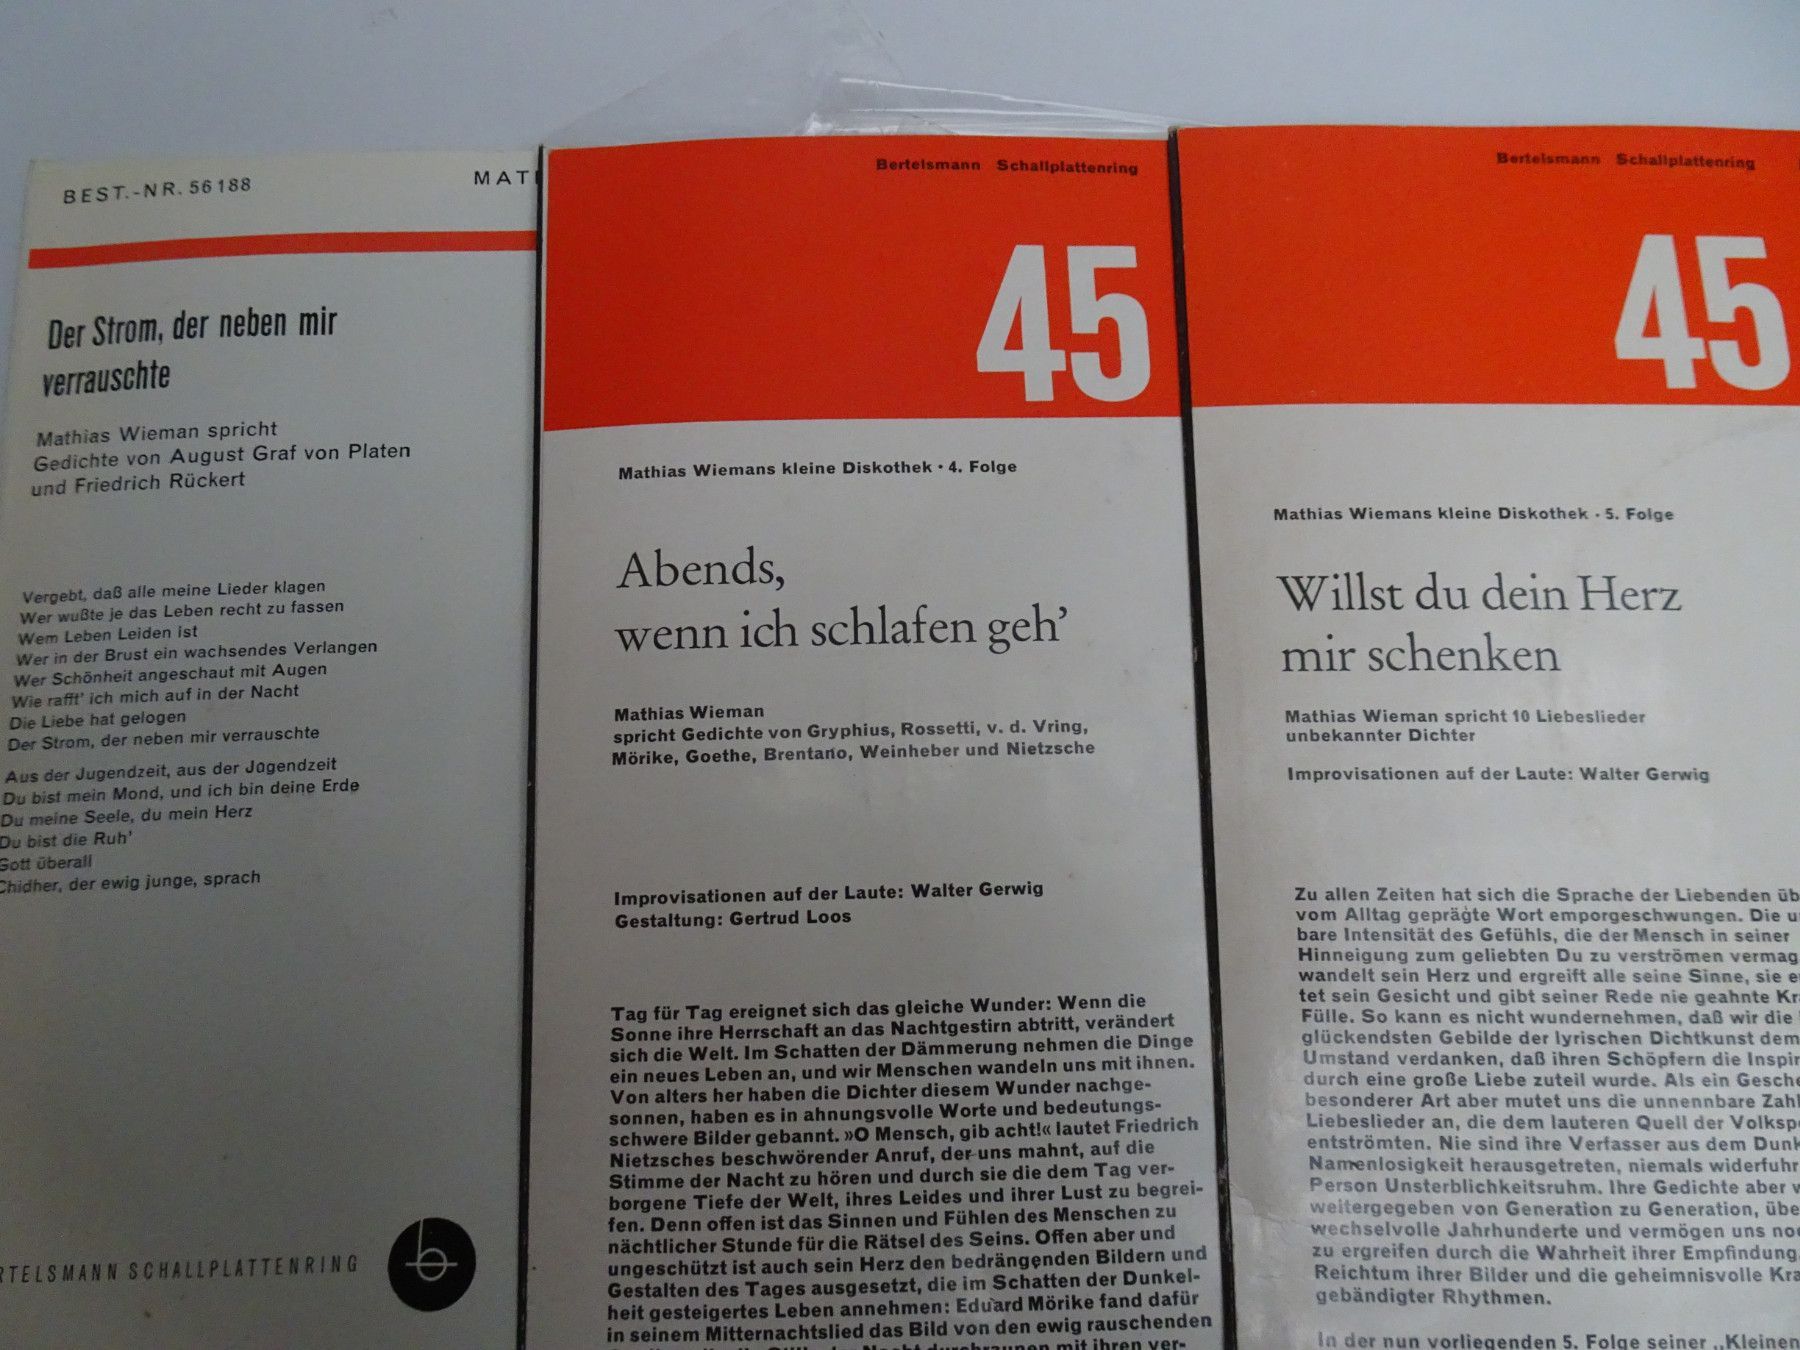 BEST.-NR. 56188
Der Strom, der neben mir
verrauschte
Mathias Wieman spricht
Gedichte von August Graf von Platen
und Friedrich Rückert
Vergebt, daß alle meine Lieder klagen
Wer wußte je das Leben recht zu fassen
Wem Leben Leiden ist
Wer in der Brust ein wachsendes Verlangen
Wer Schönheit angeschaut mit Augen
Wie rafft' ich mich auf in der Nacht
Die Liebe hat gelogen
Der Strom, der neben mir verrauschte
Aus der Jugendzeit, aus der Jugendzeit
Du bist mein Mond, und ich bin deine Erde
Du meine Seele, du mein Herz
Du bist die Ruh'
Gott überall
Chidher, der ewig junge, sprach
RTELSMANN SCHALLPLATTENRING
b
MATH
Bertelsmann Schallplattenring
45
Mathias Wiemans kleine Diskothek · 4. Folge
Abends,
wenn ich schlafen geh'
Mathias Wieman
spricht Gedichte von Gryphius, Rossetti, v. d. Vring,
Mörike, Goethe, Brentano, Weinheber und Nietzsche
Improvisationen auf der Laute: Walter Gerwig
Gestaltung: Gertrud Loos
Tag für Tag ereignet sich das gleiche Wunder: Wenn die
Sonne ihre Herrschaft an das Nachtgestirn abtritt, verändert
sich die Welt. Im Schatten der Dämmerung nehmen die Dinge
ein neues Leben an, und wir Menschen wandeln uns mit ihnen.
Von alters her haben die Dichter diesem Wunder nachge-
sonnen, haben es in ahnungsvolle Worte und bedeutungs-
schwere Bilder gebannt. »O Mensch, gib acht!« lautet Friedrich
Nietzsches beschwörender Anruf, der uns mahnt, auf die
Stimme der Nacht zu hören und durch sie die dem Tag ver-
borgene Tiefe der Welt, ihres Leides und ihrer Lust zu begrei-
fen. Denn offen ist das Sinnen und Fühlen des Menschen zu
nächtlicher Stunde für die Rätsel des Seins. Offen aber und
ungeschützt ist auch sein Herz den bedrängenden Bildern und
Gestalten des Tages ausgesetzt, die im Schatten der Dunkel-
heit gesteigertes Leben annehmen: Eduard Mörike fand dafür
in seinem Mitternachtslied das Bild von den ewig rauschenden
der Nacht durchraunen mit ihren ver-
Bertelsmann Schallplattenring
45
Mathias Wiemans kleine Diskothek · 5. Folge
Willst du dein Herz
mir schenken
Mathias Wieman spricht 10 Liebeslieder
unbekannter Dichter
Improvisationen auf der Laute: Walter Gerwig
Zu allen Zeiten hat sich die Sprache der Liebenden üb
vom Alltag geprägte Wort emporgeschwungen. Die u
bare Intensität des Gefühls, die der Mensch in seiner
Hinneigung zum geliebten Du zu verströmen vermag
wandelt sein Herz und ergreift alle seine Sinne, sie e
tet sein Gesicht und gibt seiner Rede nie geahnte Kr
Fülle. So kann es nicht wundernehmen, daß wir die
glückendsten Gebilde der lyrischen Dichtkunst dem
Umstand verdanken, daß ihren Schöpfern die Inspir
durch eine große Liebe zuteil wurde. Als ein Gesche
besonderer Art aber mutet uns die unnennbare Zahl
Liebeslieder an, die dem lauteren Quell der Volksp
entströmten. Nie sind ihre Verfasser aus dem Dunk
Namenlosigkeit herausgetreten, niemals widerfuhr
Person Unsterblichkeitsruhm. Ihre Gedichte aber w
weitergegeben von Generation zu Generation, übe
wechselvolle Jahrhunderte und vermögen uns no
zu ergreifen durch die Wahrheit ihrer Empfindung,
Reichtum ihrer Bilder und die geheimnisvolle Kra
gebändigter Rhythmen.
In der nun vorliegenden 5. Folge seiner „Kleinen